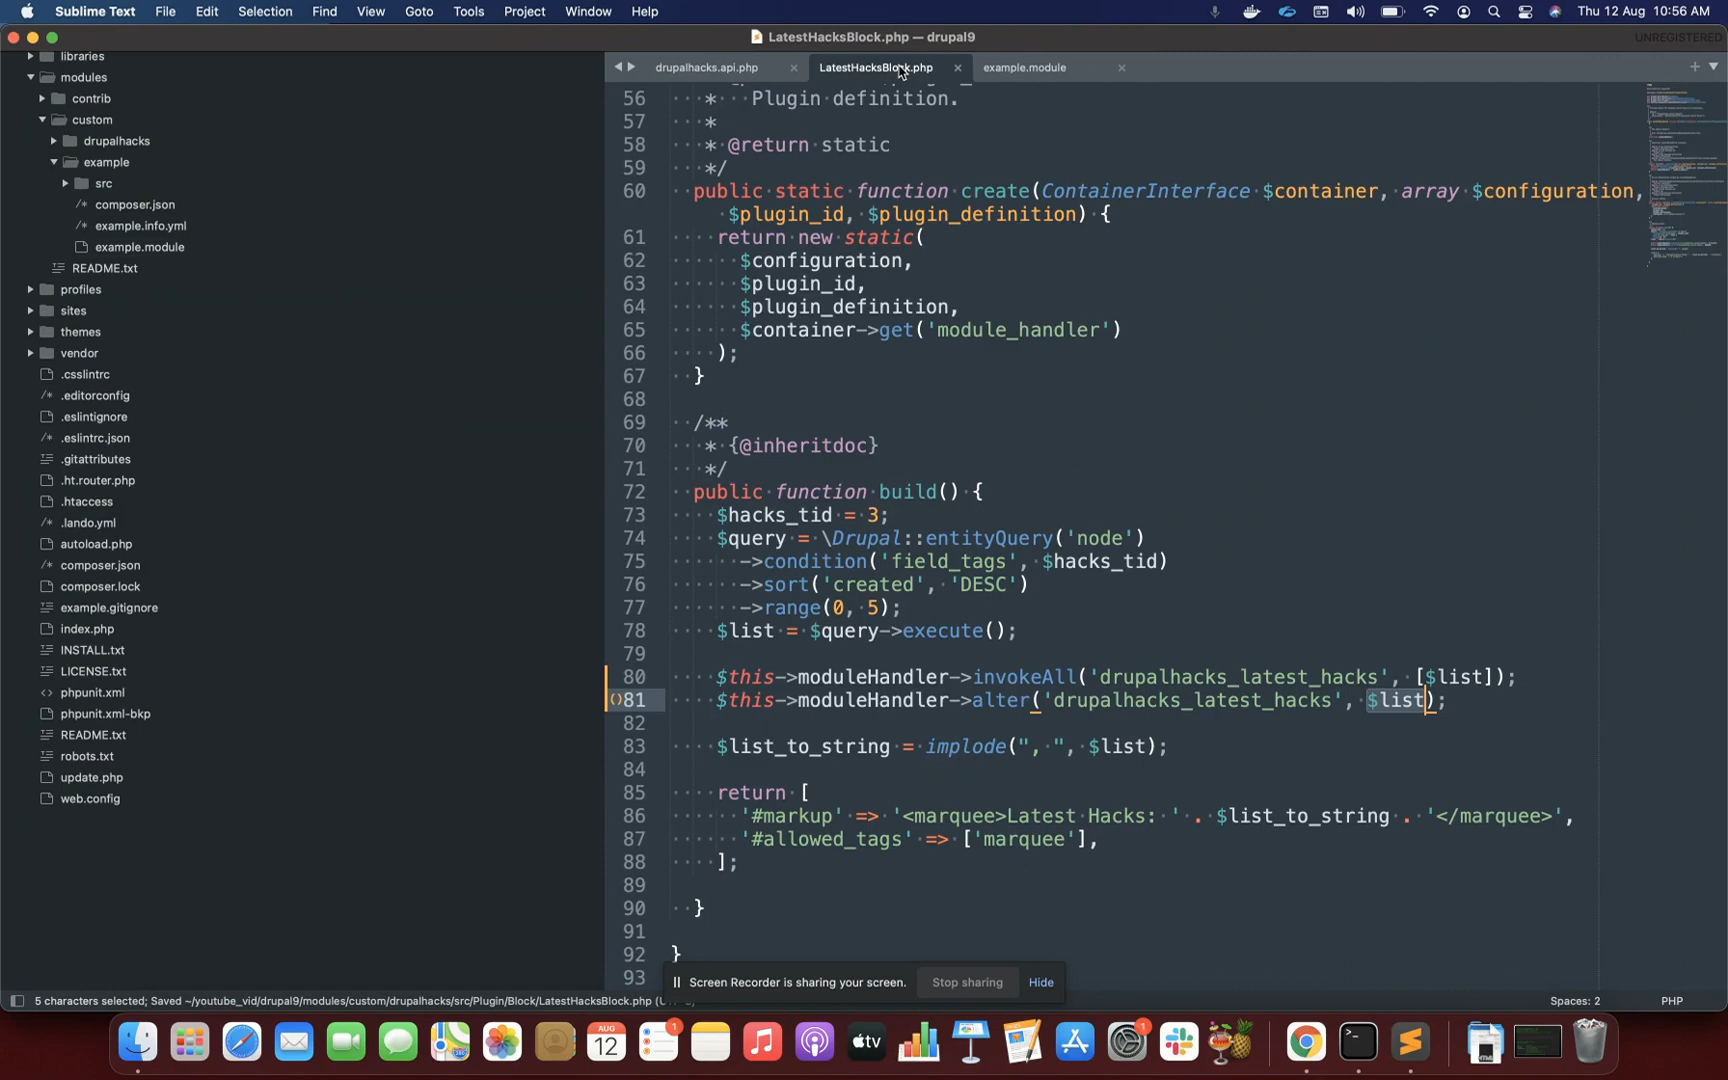 Sublime Text File Edit Selection Find View Goto Tools Project Window Help Thu 12 Aug 10:56 AM
LatestHacksBlock.php — drupal9 UNREGISTERED
libraries
modules
contrib
custom
drupalhacks
example
src
/* composer.json
/* example.info.yml
example.module
README.txt
profiles
sites
themes
vendor
.csslintrc
/* .editorconfig
.eslintignore
/* .eslintrc.json
.gitattributes
/* .ht.router.php
.htaccess
/* .lando.yml
/* autoload.php
/* composer.json
composer.lock
example.gitignore
/* index.php
INSTALL.txt
LICENSE.txt
<> phpunit.xml
phpunit.xml-bkp
README.txt
robots.txt
/* update.php
web.config
drupalhacks.api.php × LatestHacksBlock.php × example.module ×
56 * Plugin definition.
57 *
58 * @return static
59 */
60 public static function create(ContainerInterface $container, array $configuration,
$plugin_id, $plugin_definition) {
61 return new static(
62 $configuration,
63 $plugin_id,
64 $plugin_definition,
65 $container->get('module_handler')
66 );
67 }
68
69 /**
70 * {@inheritdoc}
71 */
72 public function build() {
73 $hacks_tid = 3;
74 $query = \Drupal::entityQuery('node')
75 ->condition('field_tags', $hacks_tid)
76 ->sort('created', 'DESC')
77 ->range(0, 5);
78 $list = $query->execute();
79
80 $this->moduleHandler->invokeAll('drupalhacks_latest_hacks', [$list]);
81 $this->moduleHandler->alter('drupalhacks_latest_hacks', $list);
82
83 $list_to_string = implode(", ", $list);
84
85 return [
86 '#markup' => '<marquee>Latest Hacks: ' . $list_to_string . '</marquee>',
87 '#allowed_tags' => ['marquee'],
88 ];
89
90 }
91
92 }
93
Screen Recorder is sharing your screen. Stop sharing Hide
5 characters selected; Saved ~/youtube_vid/drupal9/modules/custom/drupalhacks/src/Plugin/Block/LatestHacksBlock.php Spaces: 2 PHP
AUG
12
1
tv
1